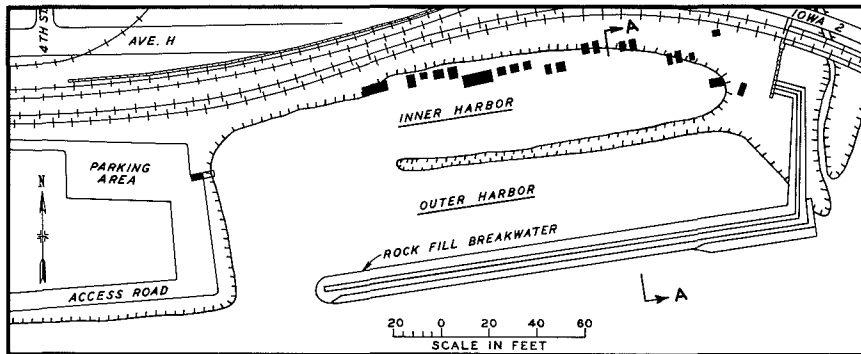 4TH ST.
AVE. H
IOWA 2
A
INNER HARBOR
PARKING
AREA
N
OUTER HARBOR
ROCK FILL BREAKWATER
ACCESS ROAD
A
20 0 20 40 60
SCALE IN FEET